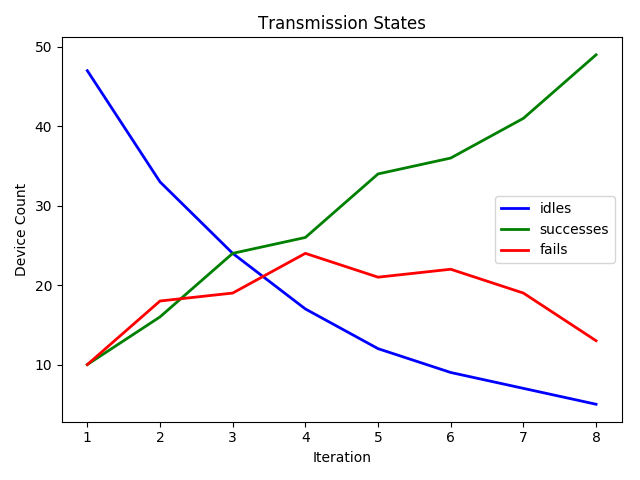 Transmission States
50
40
30
20
10
Device Count
idles
successes
fails
1 2 3 4 5 6 7 8
Iteration